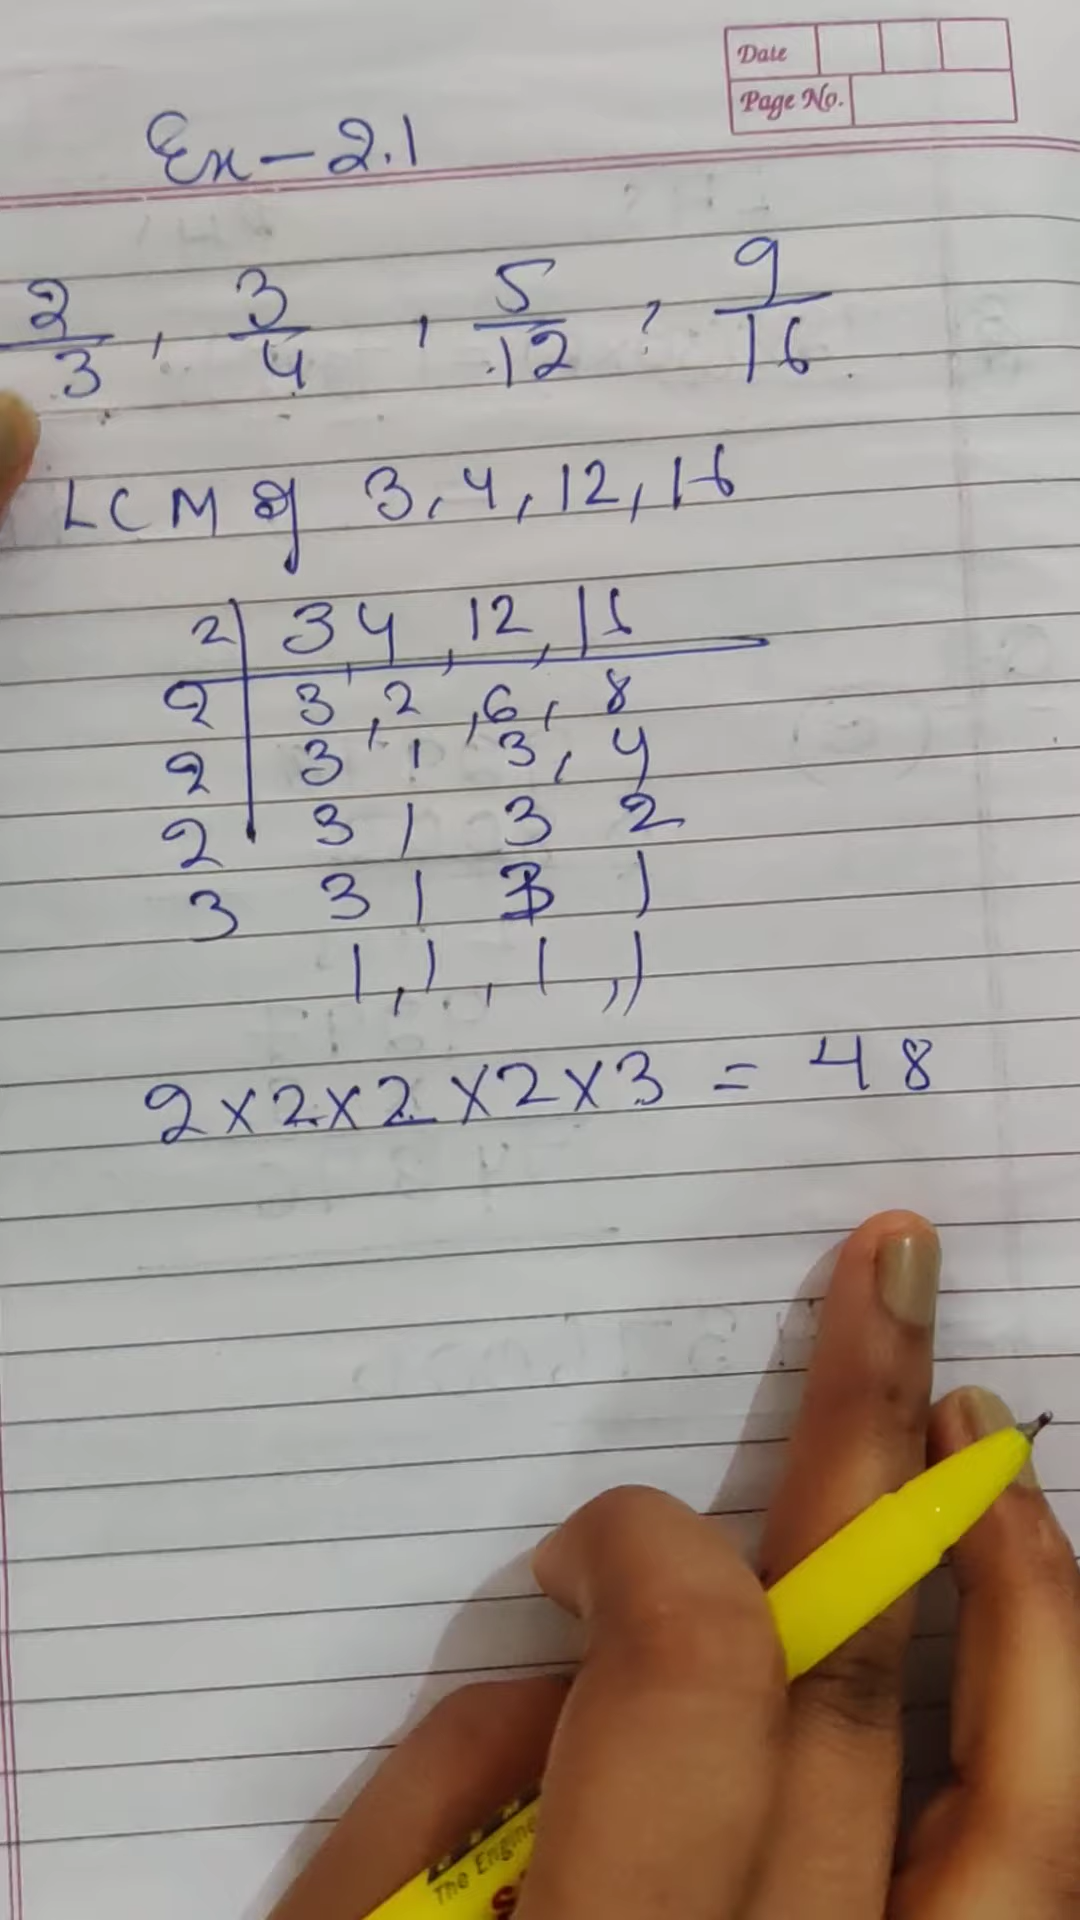 Date
Page No.
Ex - 2.1
2/3 , 3/4 , 5/12 , 9/16
LCM of 3, 4, 12, 16
2 | 3, 4, 12, 16
2 | 3, 2, 6, 8
2 | 3, 1 3, 4
2 | 3 1 3 2
3 3 1 3 1
1, 1, 1, 1
2 × 2 × 2 × 2 × 3 = 48
The Engine